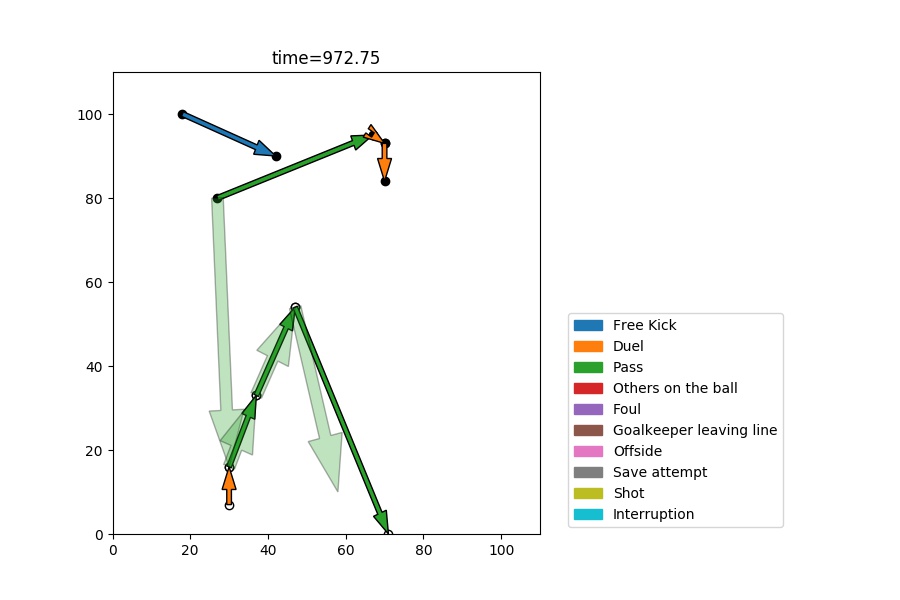 time=972.75
100
80
60
40
20
0
0 20 40 60 80 100
Free Kick
Duel
Pass
Others on the ball
Foul
Goalkeeper leaving line
Offside
Save attempt
Shot
Interruption